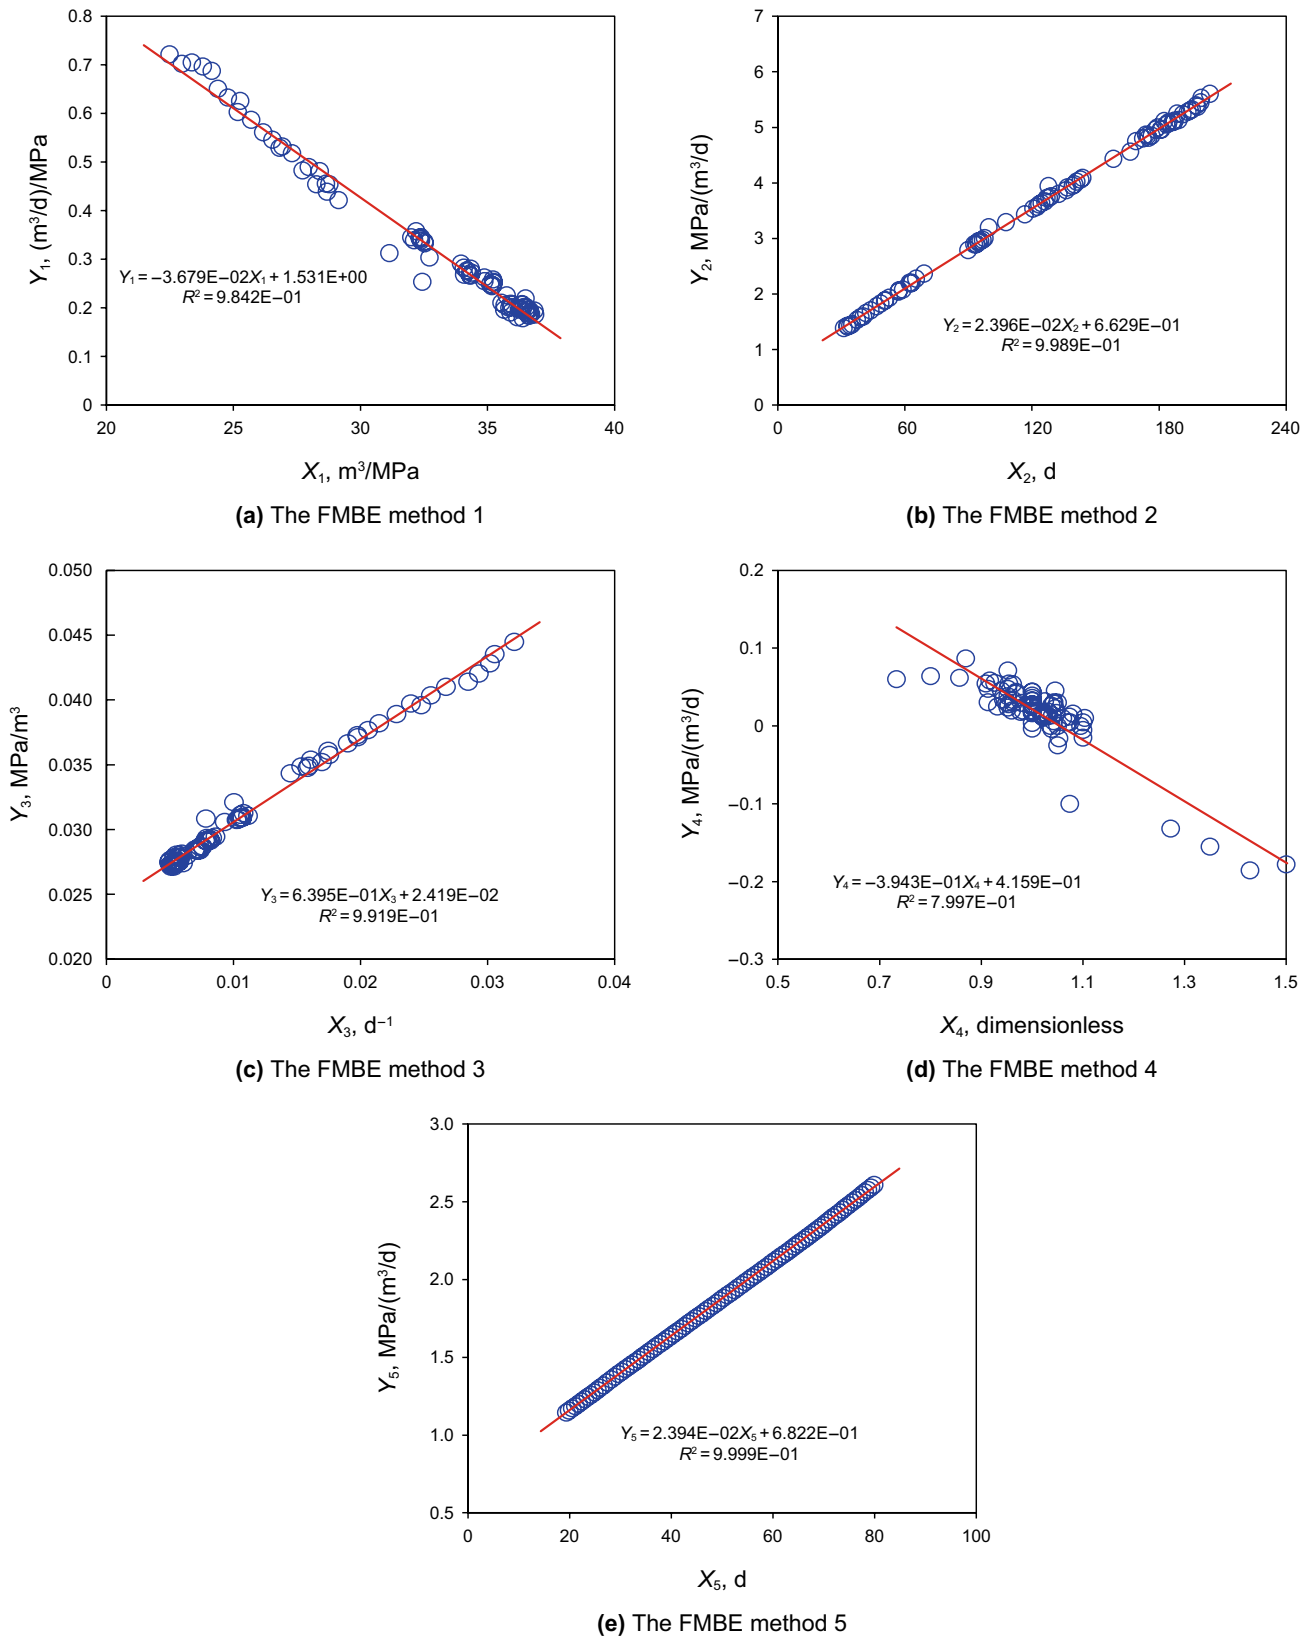 0.8
0.7
0.6
0.5
0.4
0.3
0.2
0.1
0
Y₁, (m³/d)/MPa
Y₁ = −3.679E−02X₁ + 1.531E+00
R² = 9.842E−01
20 25 30 35 40
X₁, m³/MPa
(a) The FMBE method 1
7
6
5
4
3
2
1
0
Y₂, MPa/(m³/d)
Y₂ = 2.396E−02X₂ + 6.629E−01
R² = 9.989E−01
0 60 120 180 240
X₂, d
(b) The FMBE method 2
0.050
0.045
0.040
0.035
0.030
0.025
0.020
Y₃, MPa/m³
Y₃ = 6.395E−01X₃ + 2.419E−02
R² = 9.919E−01
0 0.01 0.02 0.03 0.04
X₃, d⁻¹
(c) The FMBE method 3
0.2
0.1
0
−0.1
−0.2
−0.3
Y₄, MPa/(m³/d)
Y₄ = −3.943E−01X₄ + 4.159E−01
R² = 7.997E−01
0.5 0.7 0.9 1.1 1.3 1.5
X₄, dimensionless
(d) The FMBE method 4
3.0
2.5
2.0
1.5
1.0
0.5
Y₅, MPa/(m³/d)
Y₅ = 2.394E−02X₅ + 6.822E−01
R² = 9.999E−01
0 20 40 60 80 100
X₅, d
(e) The FMBE method 5